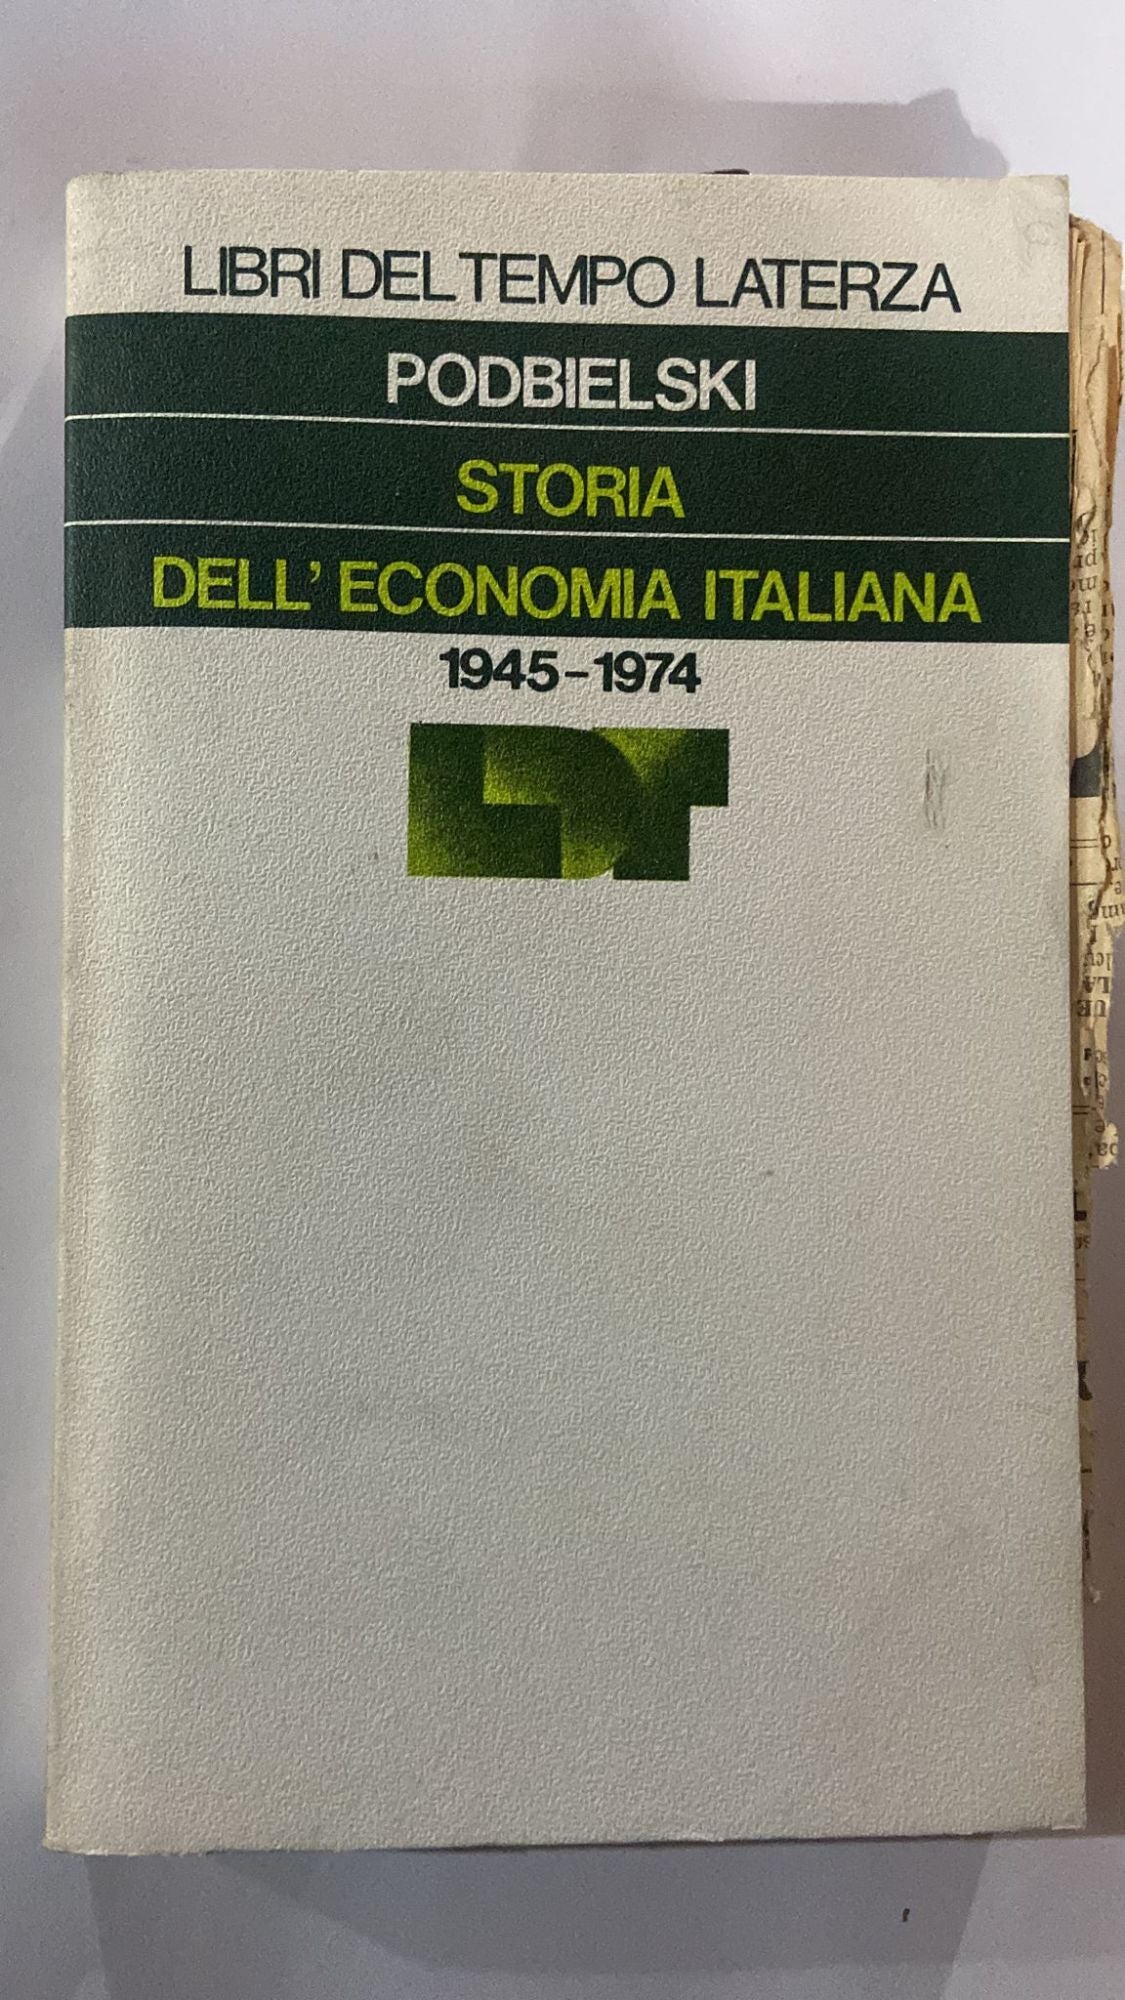 LIBRI DEL TEMPO LATERZA
PODBIELSKI
STORIA
DELL' ECONOMIA ITALIANA
1945-1974
LDT